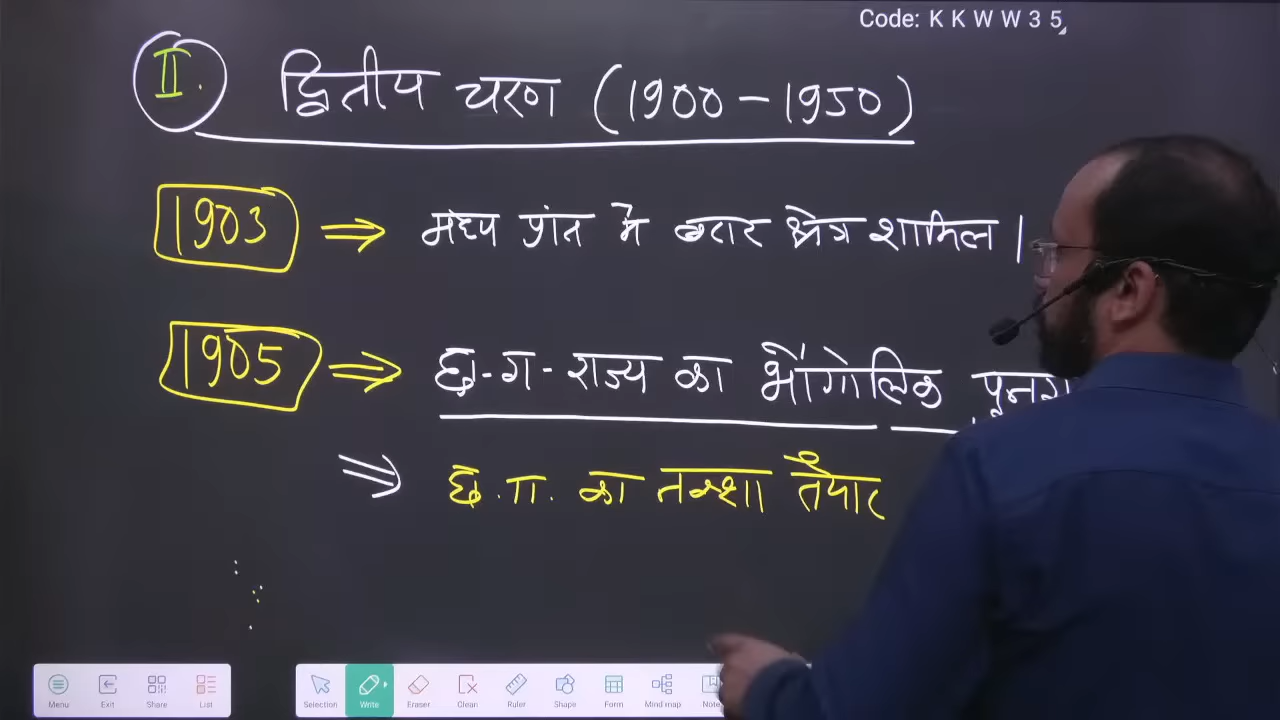 Code: K K W W 3 5
II. द्वितीय चरण (1900 - 1950)
1903 ⇒ मध्य प्रांत में बरार क्षेत्र शामिल।
1905 ⇒ छ.ग. राज्य का भौगोलिक
⇒ छ.ग. का नक्शा तैयार
Menu Exit Share List Selection Write Eraser Clean Ruler Shape Form Mind map